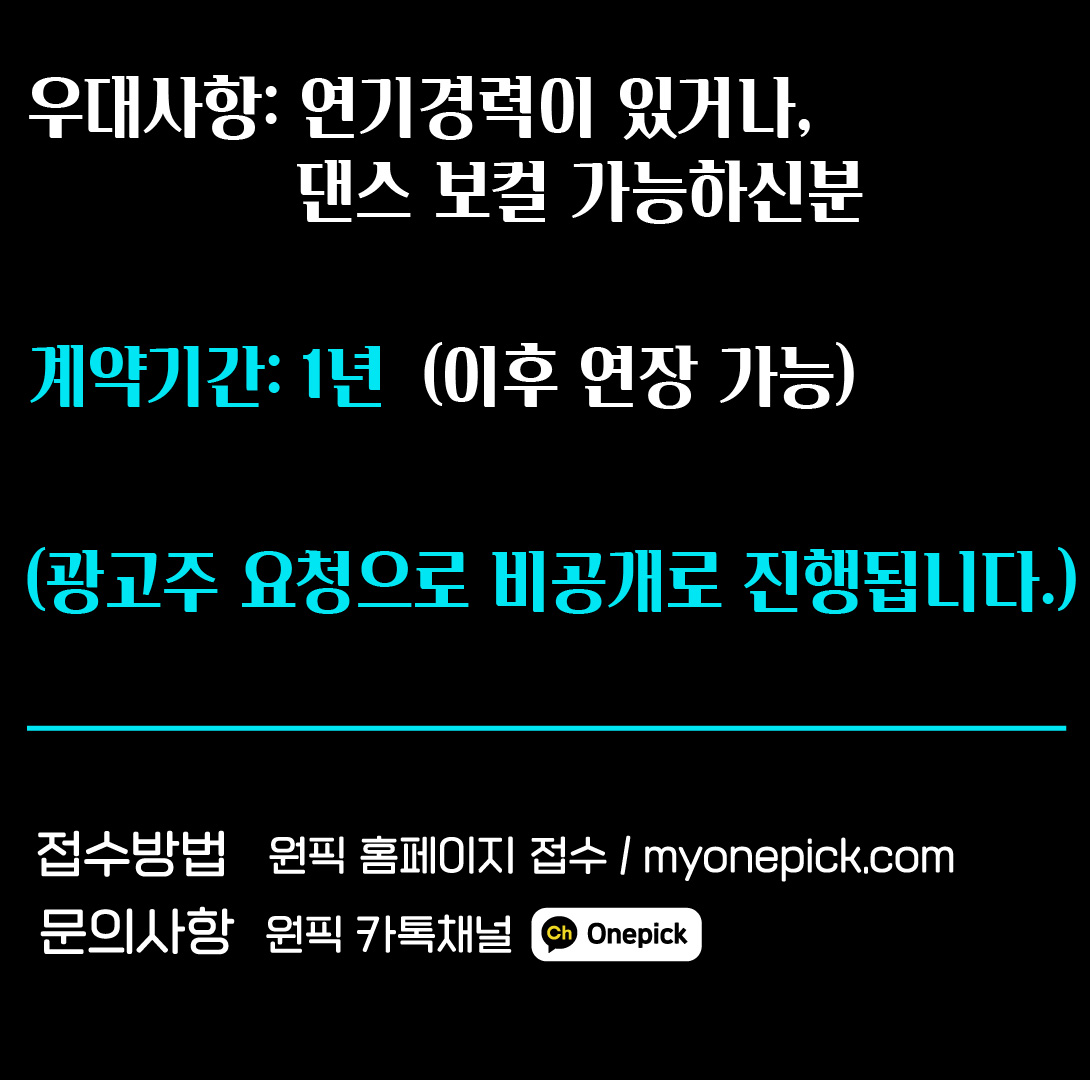 우대사항: 연기경력이 있거나,
댄스 보컬 가능하신분
계약기간: 1년 (이후 연장 가능)
(광고주 요청으로 비공개로 진행됩니다.)
접수방법 원픽 홈페이지 접수 / myonepick.com
문의사항 원픽 카톡채널 Ch Onepick